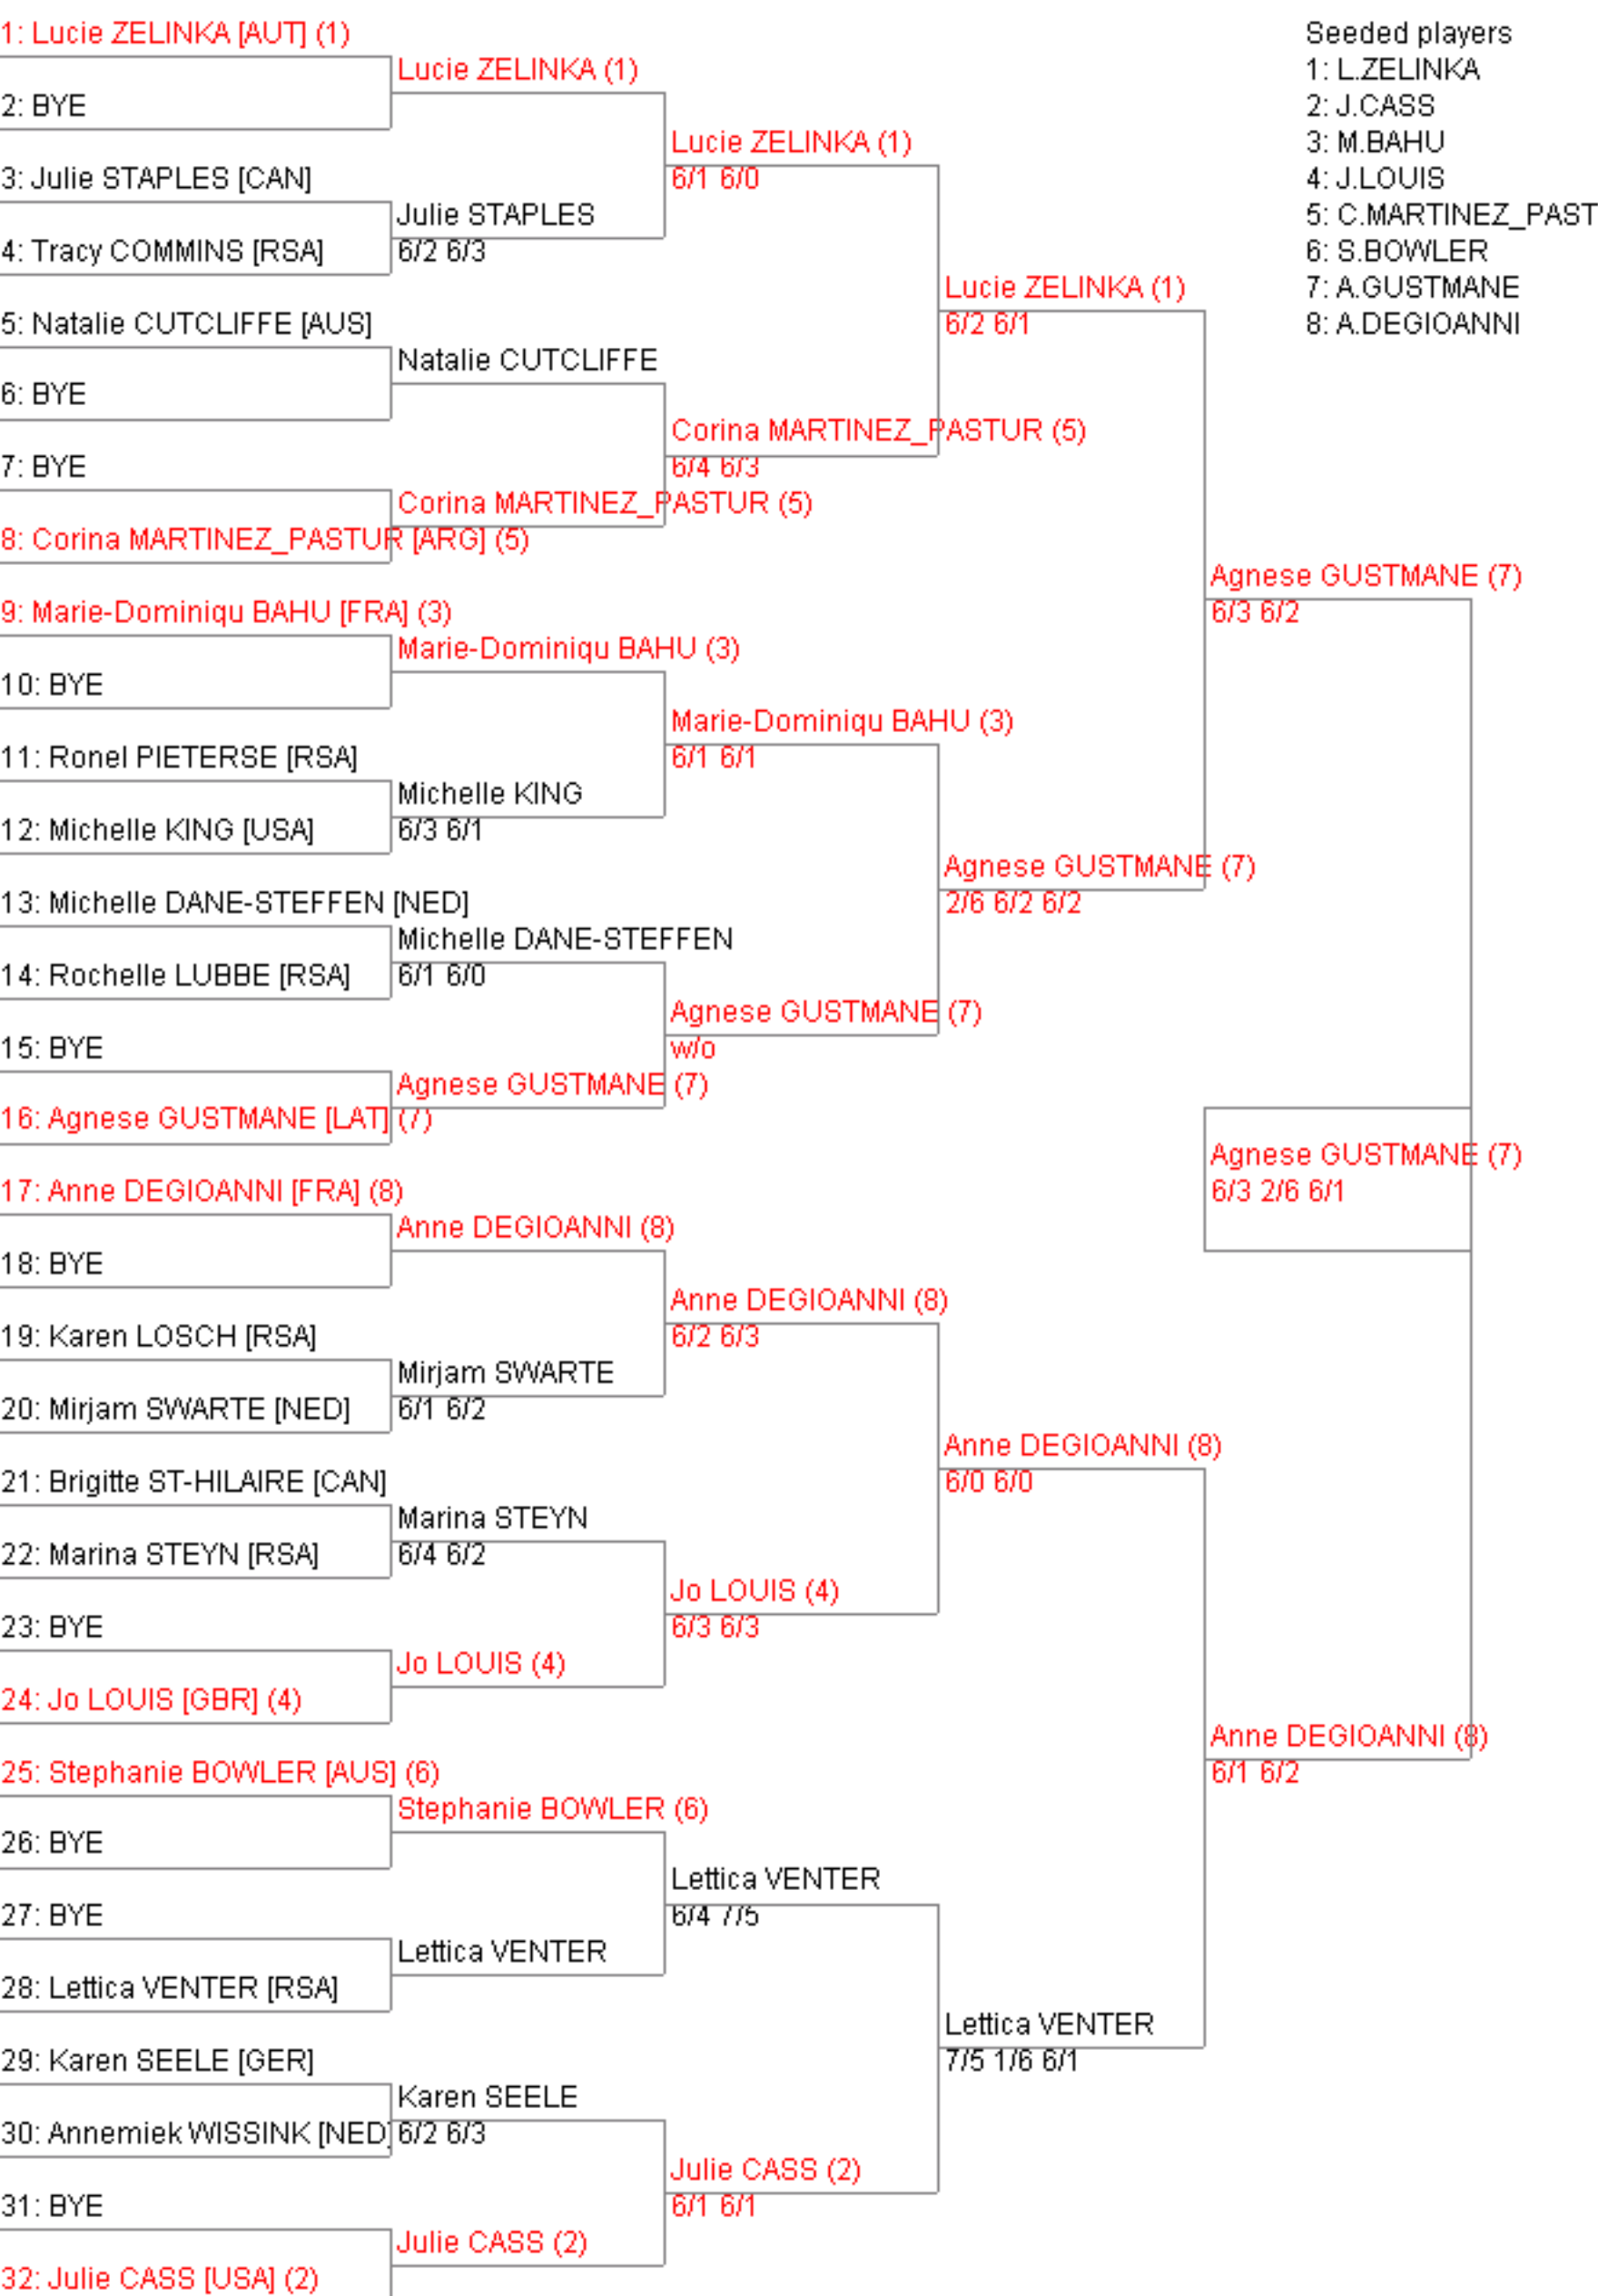 1: Lucie ZELINKA [AUT] (1)
2: BYE
3: Julie STAPLES [CAN]
4: Tracy COMMINS [RSA]
5: Natalie CUTCLIFFE [AUS]
6: BYE
7: BYE
8: Corina MARTINEZ_PASTUR [ARG] (5)
9: Marie-Dominiqu BAHU [FRA] (3)
10: BYE
11: Ronel PIETERSE [RSA]
12: Michelle KING [USA]
13: Michelle DANE-STEFFEN [NED]
14: Rochelle LUBBE [RSA]
15: BYE
16: Agnese GUSTMANE [LAT] (7)
17: Anne DEGIOANNI [FRA] (8)
18: BYE
19: Karen LOSCH [RSA]
20: Mirjam SWARTE [NED]
21: Brigitte ST-HILAIRE [CAN]
22: Marina STEYN [RSA]
23: BYE
24: Jo LOUIS [GBR] (4)
25: Stephanie BOWLER [AUS] (6)
26: BYE
27: BYE
28: Lettica VENTER [RSA]
29: Karen SEELE [GER]
30: Annemiek WISSINK [NED]
31: BYE
32: Julie CASS [USA] (2)
Lucie ZELINKA (1)
Julie STAPLES
6/2 6/3
Natalie CUTCLIFFE
Corina MARTINEZ_PASTUR (5)
Marie-Dominiqu BAHU (3)
Michelle KING
6/3 6/1
Michelle DANE-STEFFEN
6/1 6/0
Agnese GUSTMANE (7)
Anne DEGIOANNI (8)
Mirjam SWARTE
6/1 6/2
Marina STEYN
6/4 6/2
Jo LOUIS (4)
Stephanie BOWLER (6)
Lettica VENTER
Karen SEELE
6/2 6/3
Julie CASS (2)
Lucie ZELINKA (1)
6/1 6/0
Corina MARTINEZ_PASTUR (5)
6/4 6/3
Marie-Dominiqu BAHU (3)
6/1 6/1
Agnese GUSTMANE (7)
w/o
Anne DEGIOANNI (8)
6/2 6/3
Jo LOUIS (4)
6/3 6/3
Lettica VENTER
6/4 7/5
Julie CASS (2)
6/1 6/1
Lucie ZELINKA (1)
6/2 6/1
Agnese GUSTMANE (7)
2/6 6/2 6/2
Anne DEGIOANNI (8)
6/0 6/0
Lettica VENTER
7/5 1/6 6/1
Agnese GUSTMANE (7)
6/3 6/2
Agnese GUSTMANE (7)
6/3 2/6 6/1
Anne DEGIOANNI (8)
6/1 6/2
Seeded players
1: L.ZELINKA
2: J.CASS
3: M.BAHU
4: J.LOUIS
5: C.MARTINEZ_PAST
6: S.BOWLER
7: A.GUSTMANE
8: A.DEGIOANNI